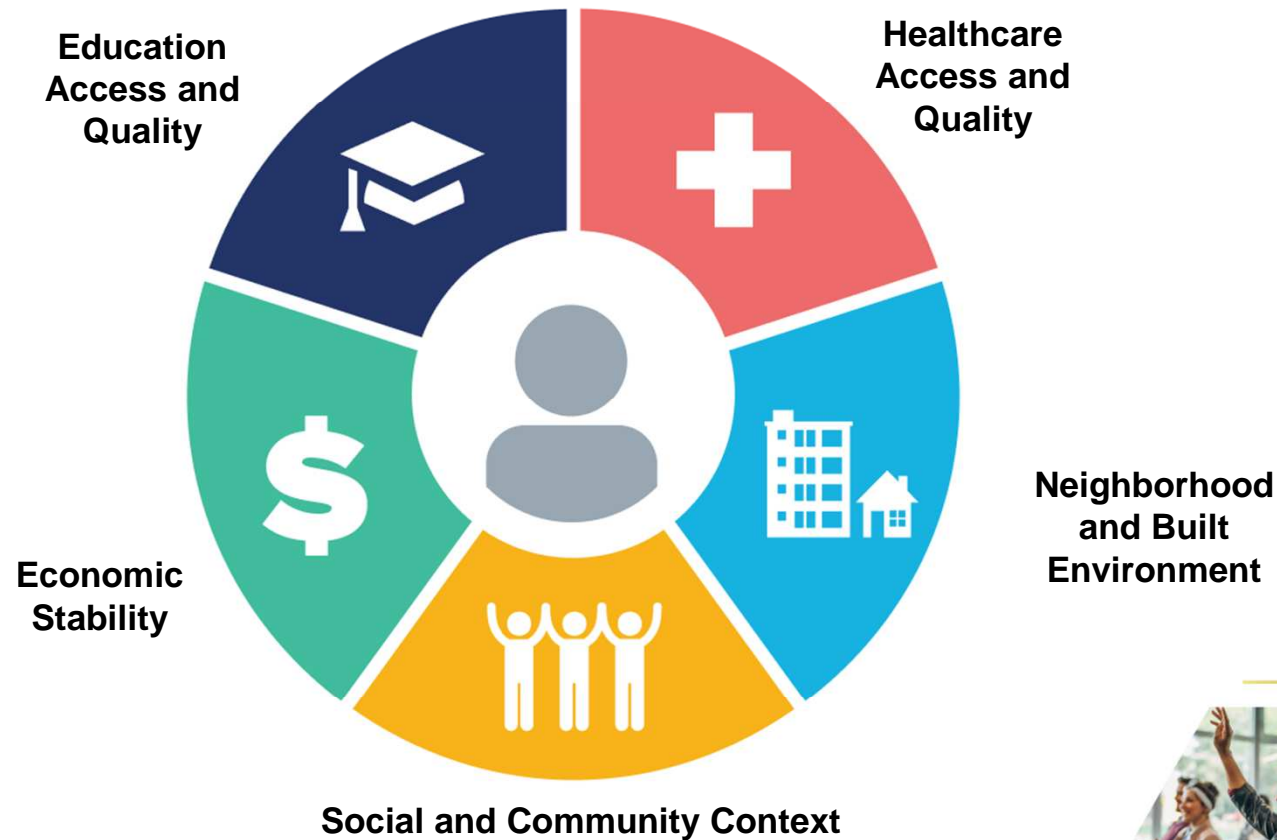 Education
Access and
Quality
Healthcare
Access and
Quality
$
Neighborhood
and Built
Environment
Economic
Stability
Social and Community Context